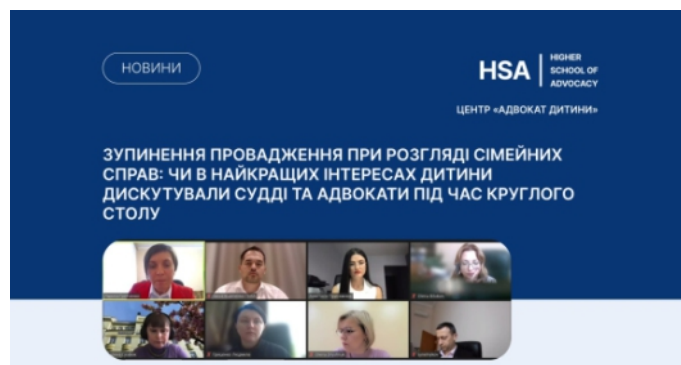 НОВИНИ
HSA
HIGHER
SCHOOL OF
ADVOCACY
ЦЕНТР «АДВОКАТ ДИТИНИ»
ЗУПИНЕННЯ ПРОВАДЖЕННЯ ПРИ РОЗГЛЯДІ СІМЕЙНИХ
СПРАВ: ЧИ В НАЙКРАЩИХ ІНТЕРЕСАХ ДИТИНИ
ДИСКУТУВАЛИ СУДДІ ТА АДВОКАТИ ПІД ЧАС КРУГЛОГО
СТОЛУ